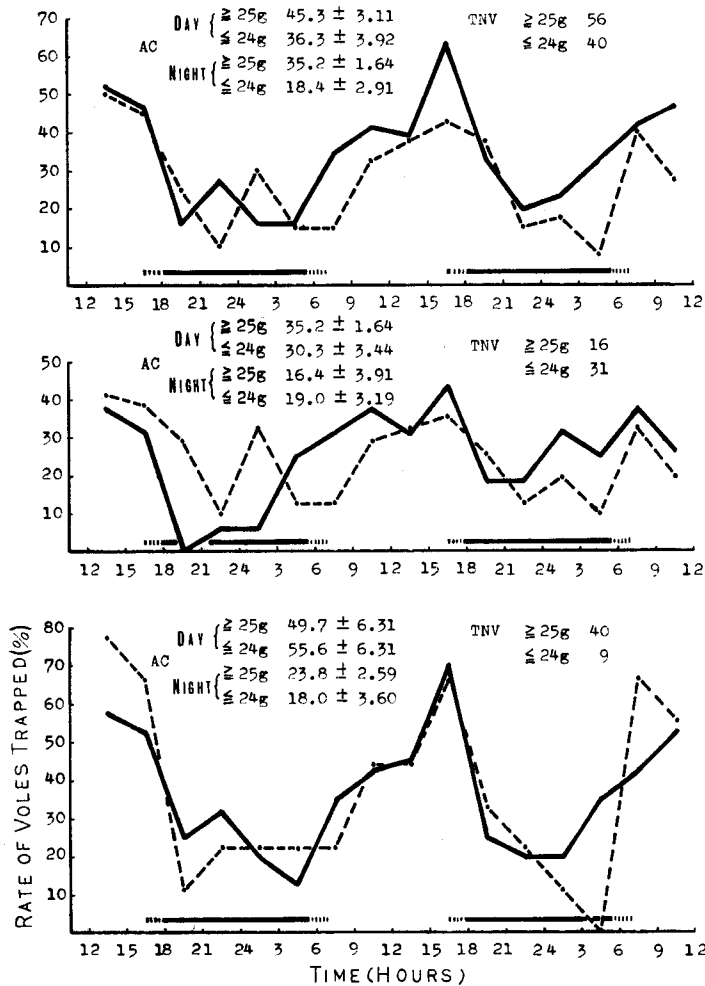 DAY { ≧ 25g 45.3 ± 3.11
≦ 24g 36.3 ± 3.92
AC
NIGHT { ≧ 25g 35.2 ± 1.64
≦ 24g 18.4 ± 2.91
TNV ≧ 25g 56
≦ 24g 40
70
60
50
40
30
20
10
12 15 18 21 24 3 6 9 12 15 18 21 24 3 6 9 12
DAY { ≧ 25g 35.2 ± 1.64
≦ 24g 30.3 ± 3.44
AC
NIGHT { ≧ 25g 16.4 ± 3.91
≦ 24g 19.0 ± 3.19
TNV ≧ 25g 16
≦ 24g 31
50
40
30
20
10
12 15 18 21 24 3 6 9 12 15 18 21 24 3 6 9 12
DAY { ≧ 25g 49.7 ± 6.31
≦ 24g 55.6 ± 6.31
AC
NIGHT { ≧ 25g 23.8 ± 2.59
≦ 24g 18.0 ± 3.60
TNV ≧ 25g 40
≦ 24g 9
80
70
60
50
40
30
20
10
RATE OF VOLES TRAPPED(%)
12 15 18 21 24 3 6 9 12 15 18 21 24 3 6 9 12
TIME(HOURS)